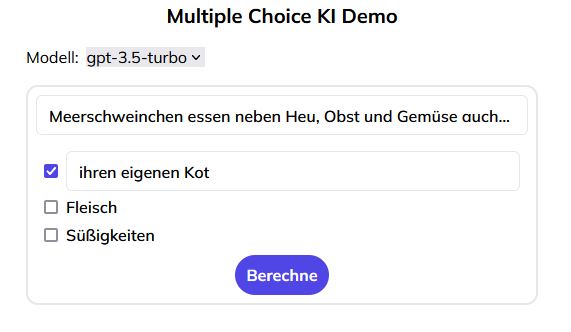 Multiple Choice KI Demo
Modell: gpt-3.5-turbo
Meerschweinchen essen neben Heu, Obst und Gemüse auch...
ihren eigenen Kot
Fleisch
Süßigkeiten
Berechne